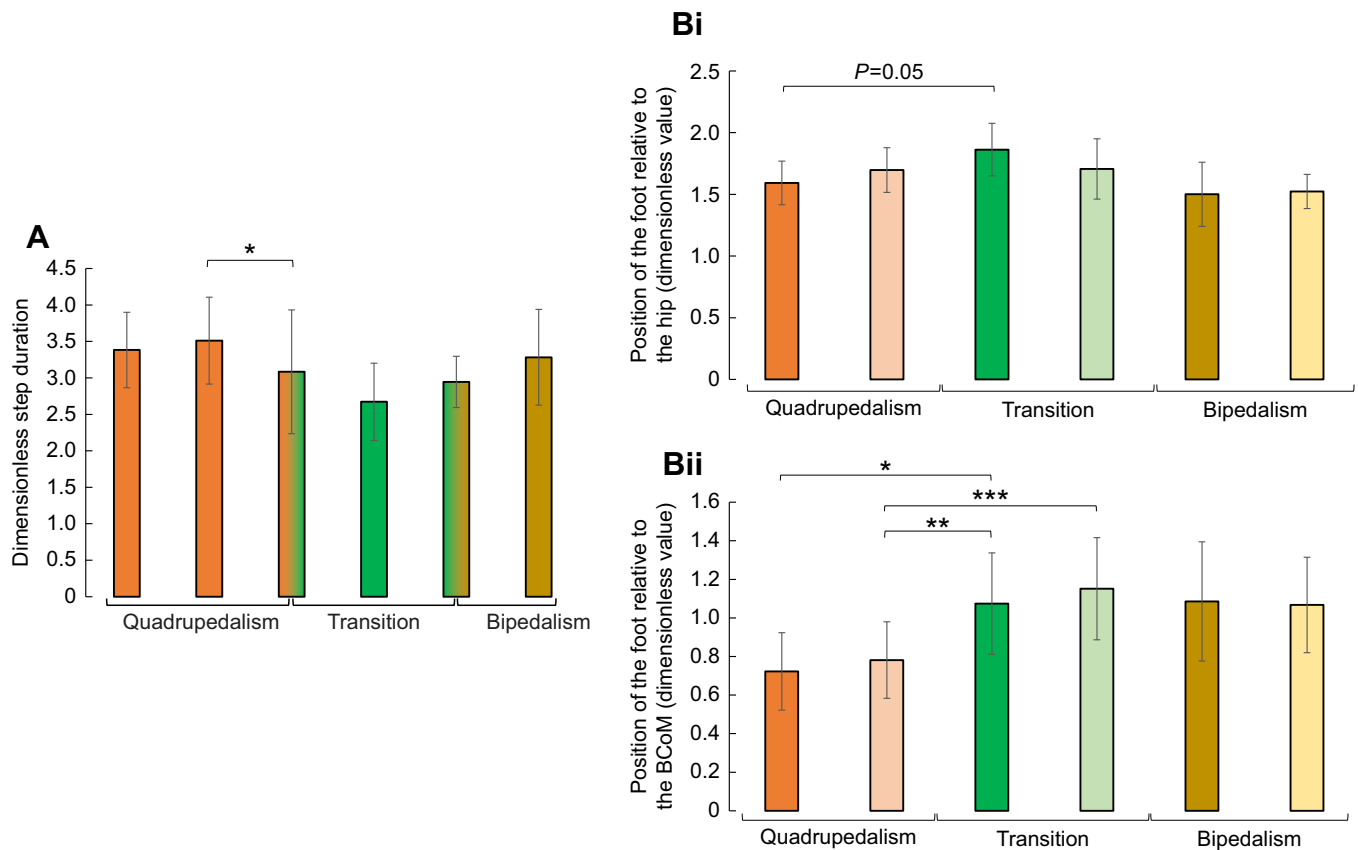 A
*
Dimensionless step duration
4.5
4.0
3.5
3.0
2.5
2.0
1.5
1.0
0.5
0
Quadrupedalism Transition Bipedalism
Bi
P=0.05
Position of the foot relative to
the hip (dimensionless value)
2.5
2.0
1.5
1.0
0.5
0
Quadrupedalism Transition Bipedalism
Bii
*
***
**
Position of the foot relative to
the BCoM (dimensionless value)
1.6
1.4
1.2
1.0
0.8
0.6
0.4
0.2
0
Quadrupedalism Transition Bipedalism